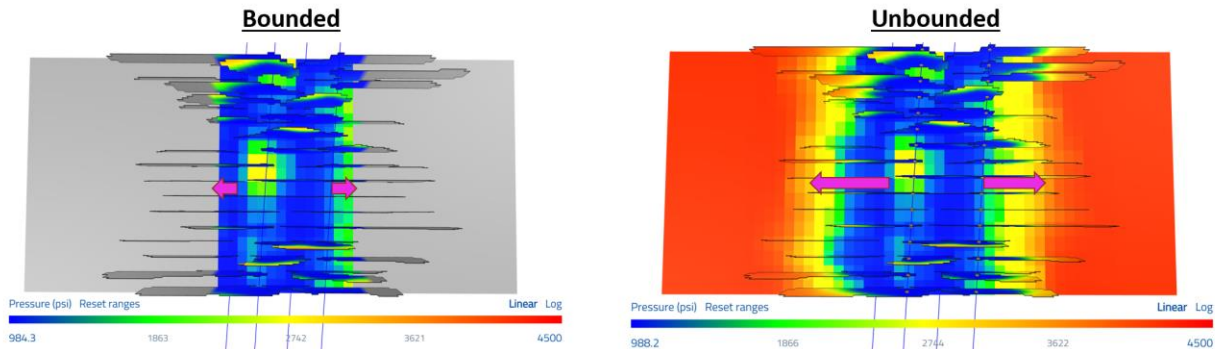 Bounded
Unbounded
Pressure (psi) Reset ranges Linear Log
984.3 1863 2742 3621 4500
Pressure (psi) Reset ranges Linear Log
988.2 1866 2744 3622 4500